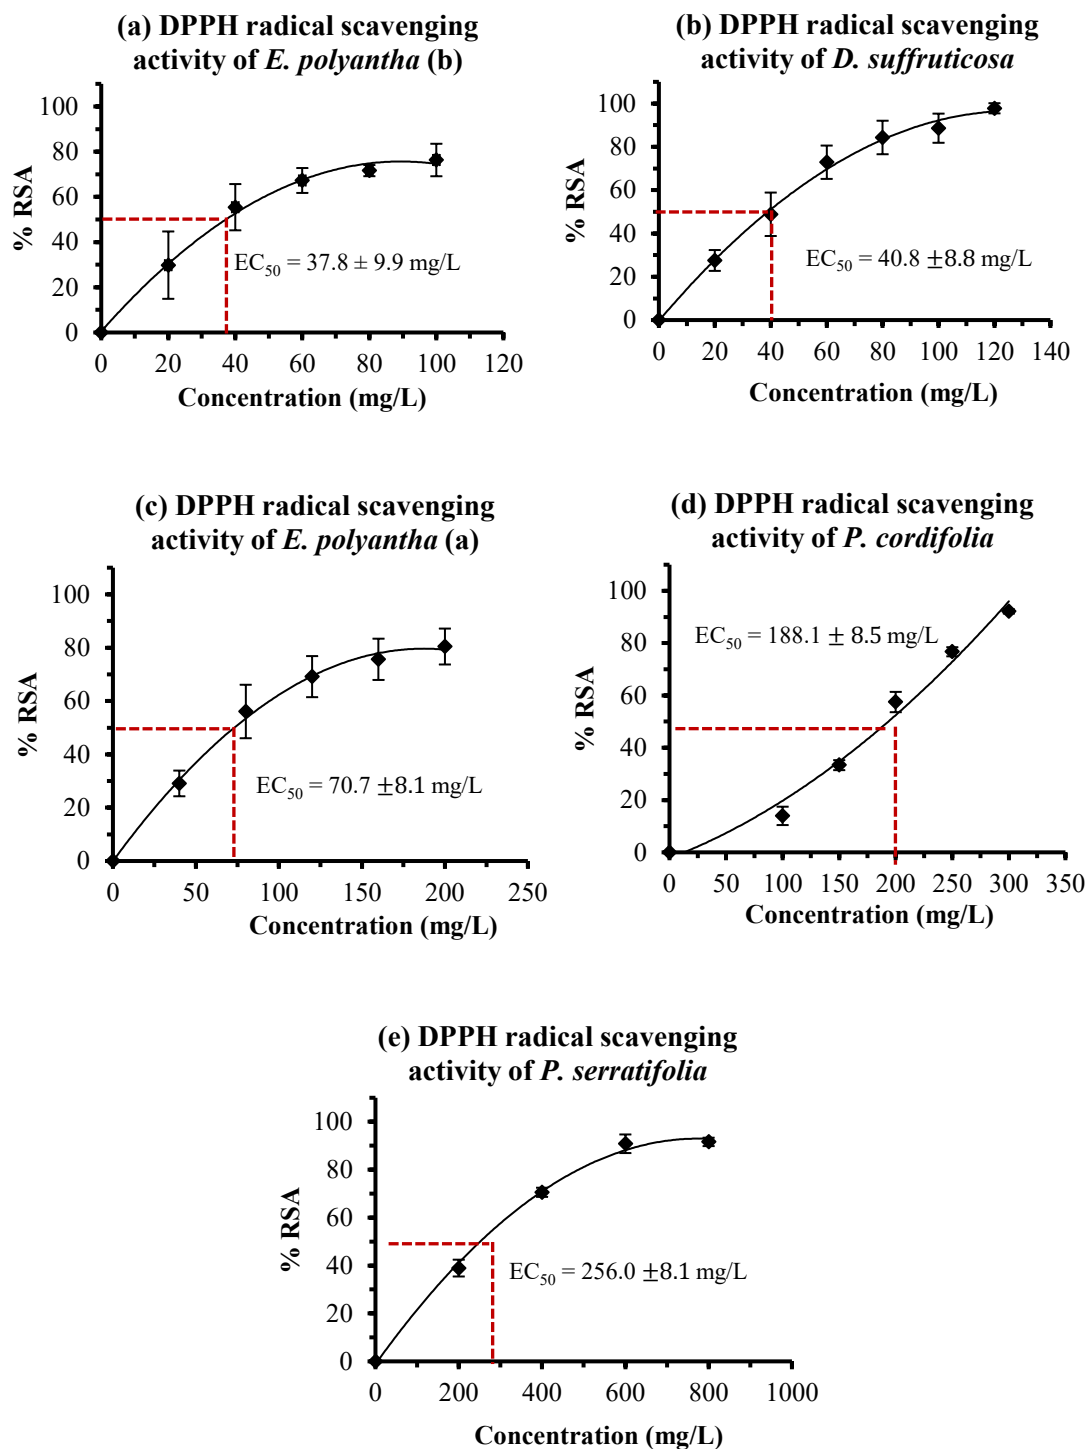 (a) DPPH radical scavenging
activity of E. polyantha (b)
100
80
60
40
20
0
% RSA
EC50 = 37.8 ± 9.9 mg/L
0 20 40 60 80 100 120
Concentration (mg/L)
(b) DPPH radical scavenging
activity of D. suffruticosa
100
80
60
40
20
0
% RSA
EC50 = 40.8 ±8.8 mg/L
0 20 40 60 80 100 120 140
Concentration (mg/L)
(c) DPPH radical scavenging
activity of E. polyantha (a)
100
80
60
40
20
0
% RSA
EC50 = 70.7 ±8.1 mg/L
0 50 100 150 200 250
Concentration (mg/L)
(d) DPPH radical scavenging
activity of P. cordifolia
100
80
60
40
20
0
% RSA
EC50 = 188.1 ± 8.5 mg/L
0 50 100 150 200 250 300 350
Concentration (mg/L)
(e) DPPH radical scavenging
activity of P. serratifolia
100
80
60
40
20
0
% RSA
EC50 = 256.0 ±8.1 mg/L
0 200 400 600 800 1000
Concentration (mg/L)